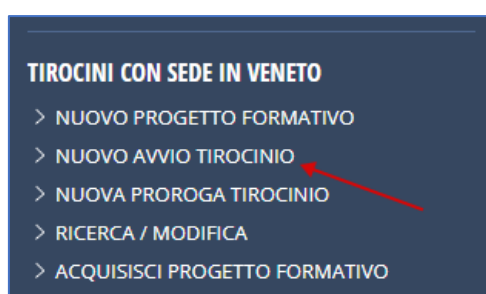 TIROCINI CON SEDE IN VENETO
> NUOVO PROGETTO FORMATIVO
> NUOVO AVVIO TIROCINIO
> NUOVA PROROGA TIROCINIO
> RICERCA / MODIFICA
> ACQUISISCI PROGETTO FORMATIVO